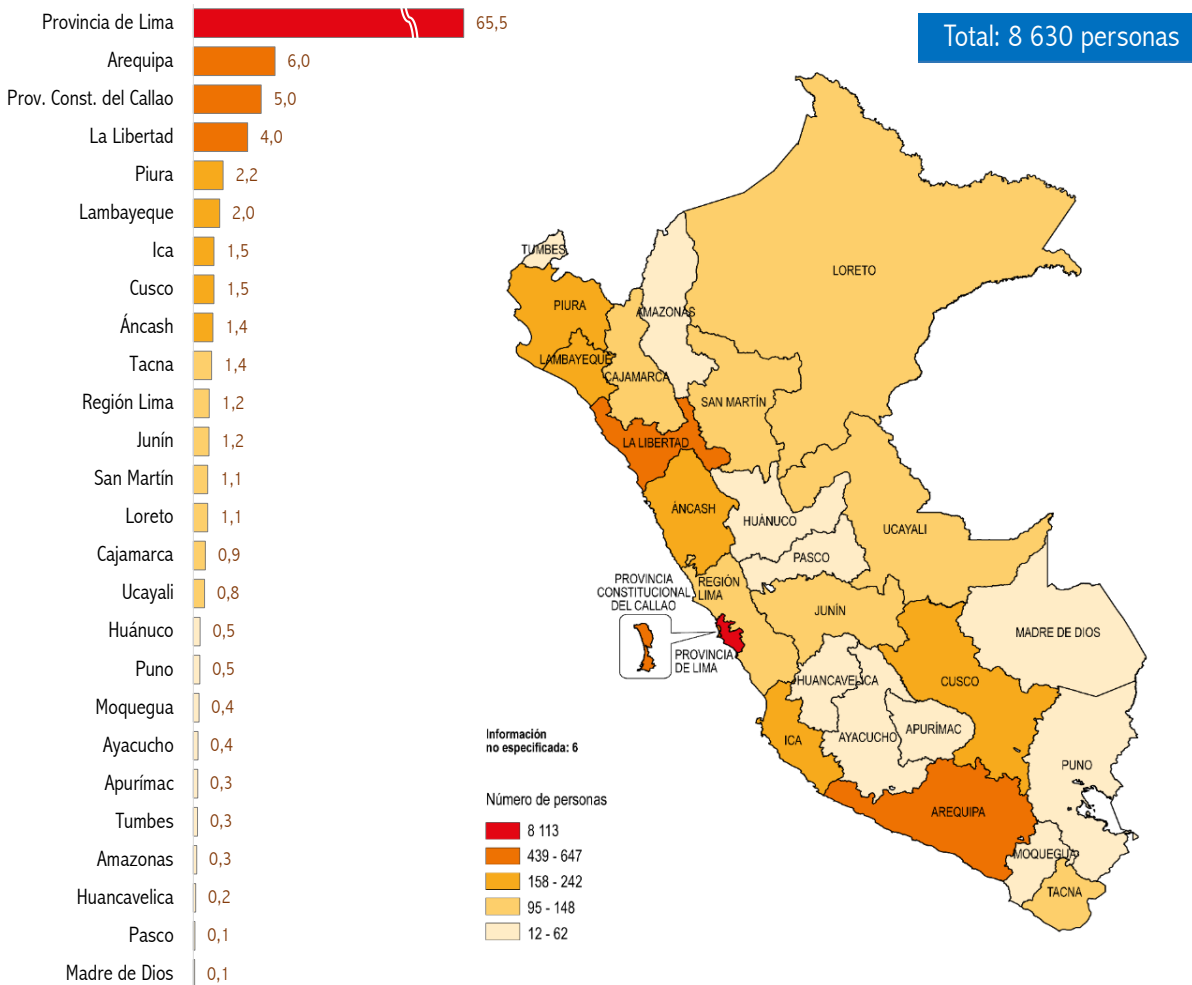 Provincia de Lima 65,5
Arequipa 6,0
Prov. Const. del Callao 5,0
La Libertad 4,0
Piura 2,2
Lambayeque 2,0
Ica 1,5
Cusco 1,5
Áncash 1,4
Tacna 1,4
Región Lima 1,2
Junín 1,2
San Martín 1,1
Loreto 1,1
Cajamarca 0,9
Ucayali 0,8
Huánuco 0,5
Puno 0,5
Moquegua 0,4
Ayacucho 0,4
Apurímac 0,3
Tumbes 0,3
Amazonas 0,3
Huancavelica 0,2
Pasco 0,1
Madre de Dios 0,1
Total: 8 630 personas
TUMBES
LORETO
PIURA
AMAZONAS
LAMBAYEQUE
CAJAMARCA
SAN MARTÍN
LA LIBERTAD
ÁNCASH
HUÁNUCO
UCAYALI
PASCO
PROVINCIA
CONSTITUCIONAL
DEL CALLAO
REGIÓN
LIMA
JUNÍN
MADRE DE DIOS
PROVINCIA
DE LIMA
HUANCAVELICA
CUSCO
ICA
AYACUCHO
APURÍMAC
PUNO
AREQUIPA
MOQUEGUA
TACNA
Información
no especificada: 6
Número de personas
8 113
439 - 647
158 - 242
95 - 148
12 - 62